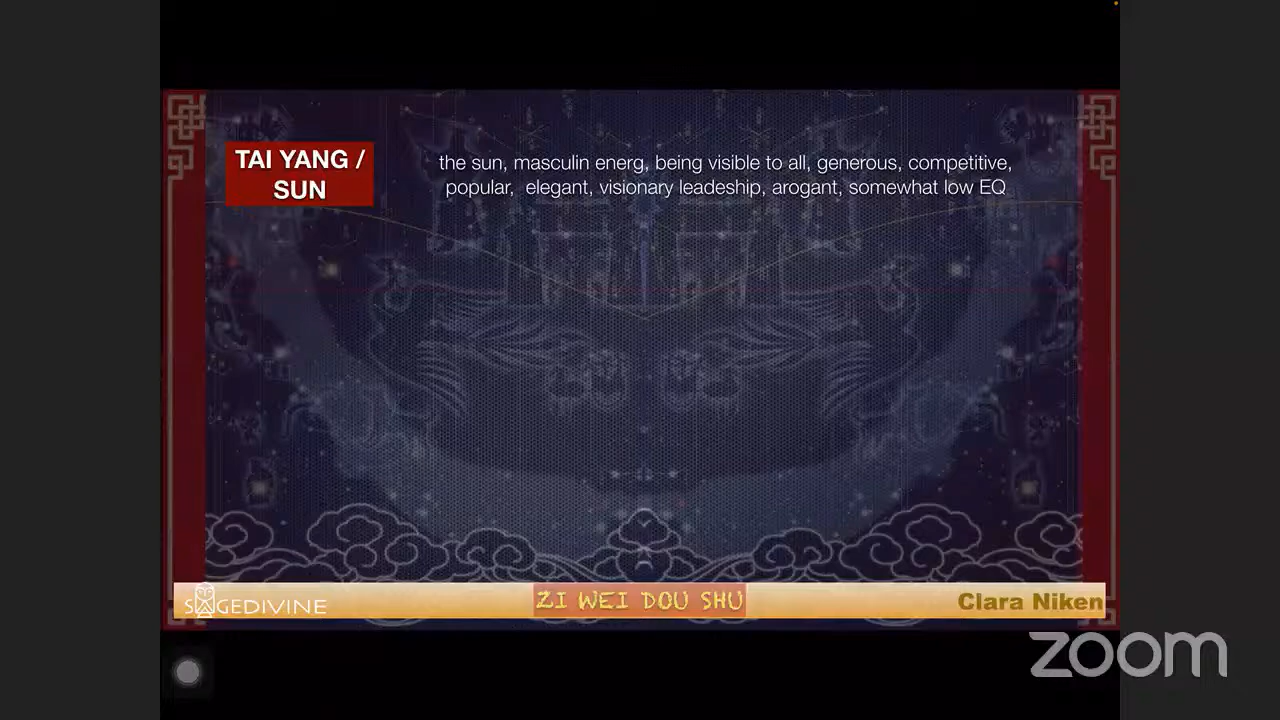 TAI YANG /
SUN
the sun, masculin energ, being visible to all, generous, competitive,
popular, elegant, visionary leadeship, arogant, somewhat low EQ
SAGEDIVINE
ZI WEI DOU SHU
Clara Niken
zoom